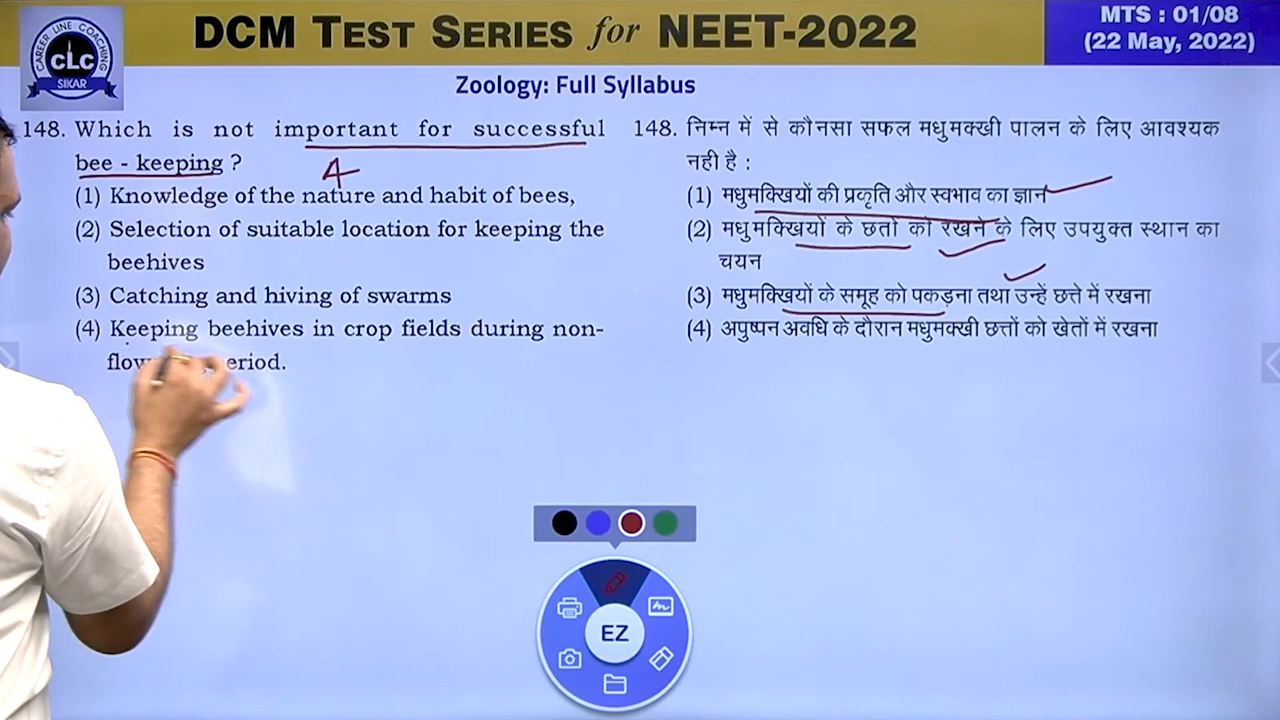 CAREER LINE COACHING
CLC
SIKAR
DCM TEST SERIES for NEET-2022
MTS : 01/08
(22 May, 2022)
Zoology: Full Syllabus
148. Which is not important for successful
bee - keeping ?
4
(1) Knowledge of the nature and habit of bees,
(2) Selection of suitable location for keeping the
beehives
(3) Catching and hiving of swarms
(4) Keeping beehives in crop fields during non-
period.
148. निम्न में से कौनसा सफल मधुमक्खी पालन के लिए आवश्यक
नही है :
(1) मधुमक्खियों की प्रकृति और स्वभाव का ज्ञान
(2) मधुमक्खियों के छतों को रखने के लिए उपयुक्त स्थान का
चयन
(3) मधुमक्खियों के समूह को पकड़ना तथा उन्हें छत्ते में रखना
(4) अपुष्पन अवधि के दौरान मधुमक्खी छत्तों को खेतों में रखना
EZ